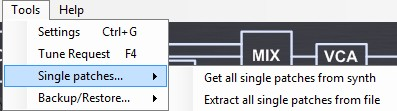 Tools Help
Settings Ctrl+G
Tune Request F4
MIX VCA
Single patches... Get all single patches from synth
Backup/Restore... Extract all single patches from file